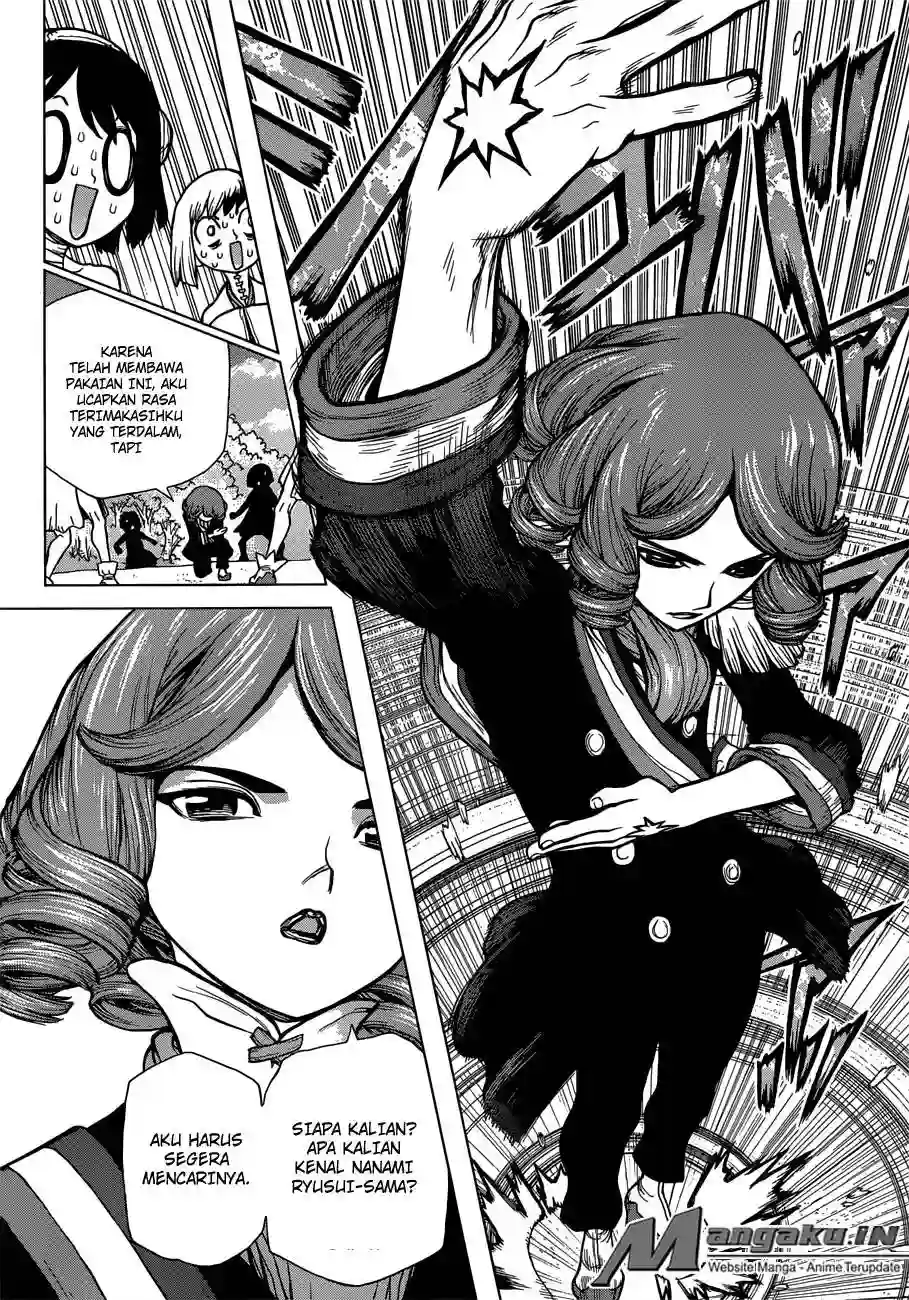 KARENA
TELAH MEMBAWA
PAKAIAN INI, AKU
UCAPKAN RASA
TERIMAKASIHKU
YANG TERDALAM,
TAPI
SIAPA KALIAN?
APA KALIAN
KENAL NANAMI
RYUSUI-SAMA?
AKU HARUS
SEGERA
MENCARINYA.
Mangaku.IN
Website Manga - Anime Terupdate